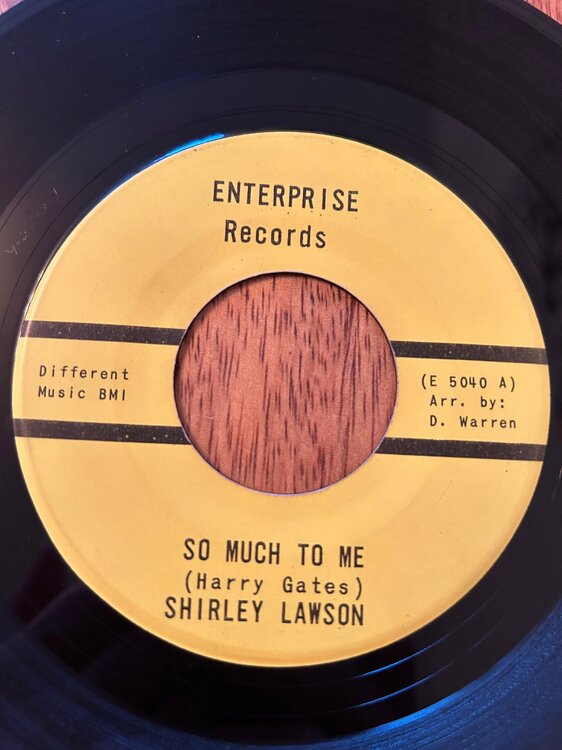 ENTERPRISE
Records
Different
Music BMI
(E 5040 A)
Arr. by:
D. Warren
SO MUCH TO ME
(Harry Gates)
SHIRLEY LAWSON